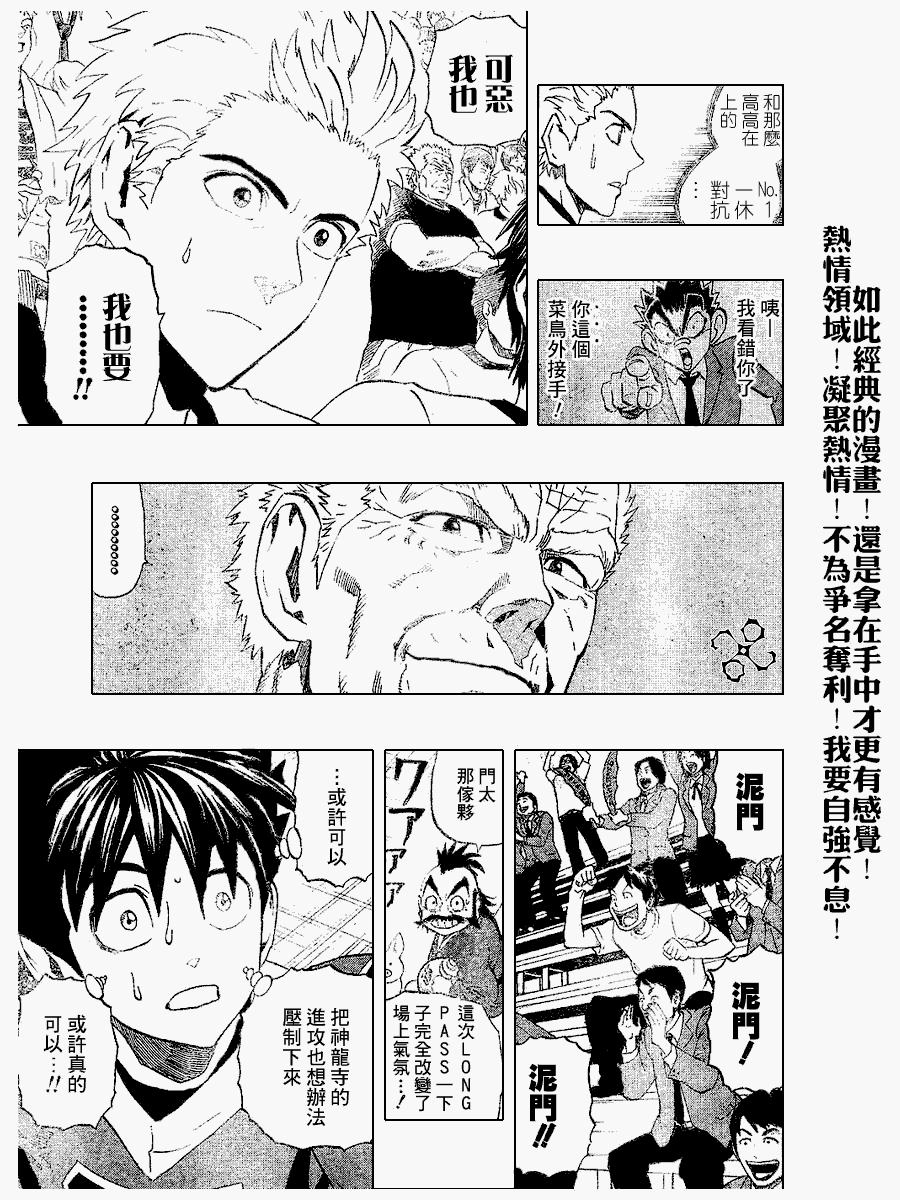 和那麼
高高在
上的
No.1
一休
對抗
…
可惡
我也
我也要
………!!
咦—
我看錯你了
…
你這個
菜鳥外接手!
………
泥門
泥門!
泥門!!
門太
那傢夥
ワァァァ
這次LONG
PASS一下
子完全改變了
場上氣氛…!
…或許可以
把神龍寺的
進攻也想辦法
壓制下來
或許真的
可以…!!
如此經典的漫畫!還是拿在手中才更有感覺!
熱情領域!凝聚熱情!不為爭名奪利!我要自強不息!